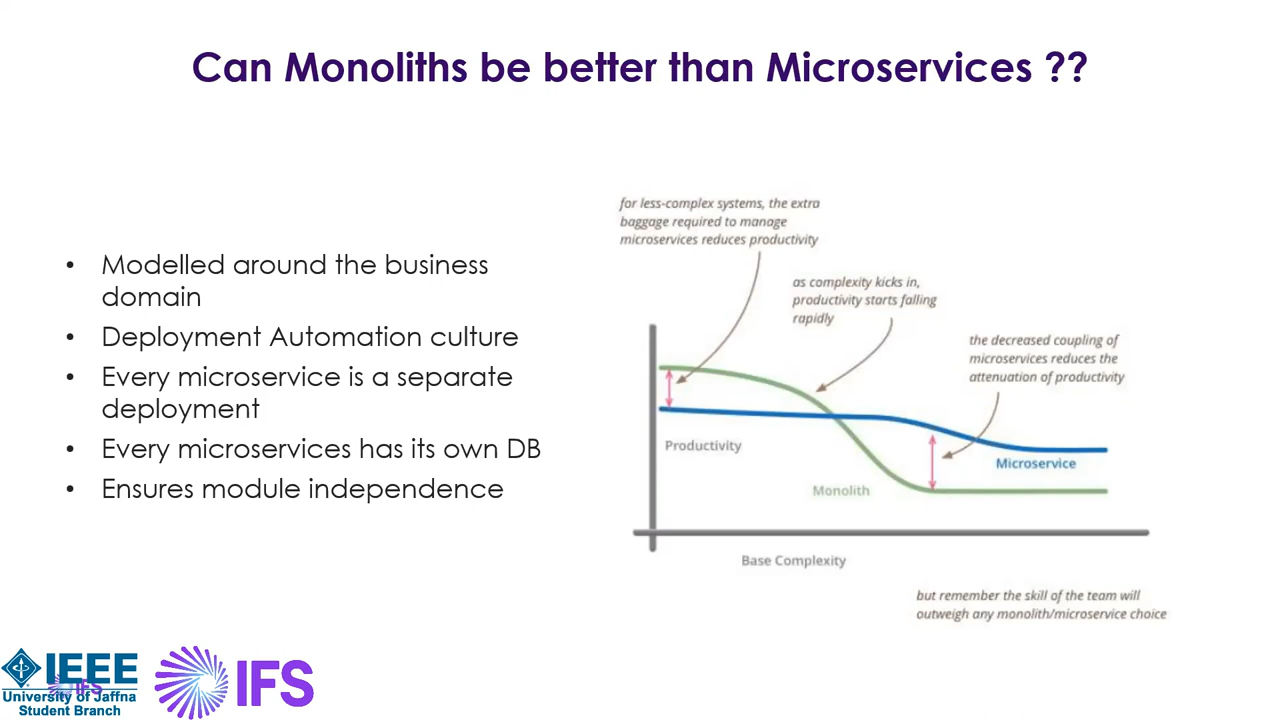 Can Monoliths be better than Microservices ??
• Modelled around the business
domain
• Deployment Automation culture
• Every microservice is a separate
deployment
• Every microservices has its own DB
• Ensures module independence
for less-complex systems, the extra
baggage required to manage
microservices reduces productivity
as complexity kicks in,
productivity starts falling
rapidly
the decreased coupling of
microservices reduces the
attenuation of productivity
Productivity
Microservice
Monolith
Base Complexity
but remember the skill of the team will
outweigh any monolith/microservice choice
IEEE
IFS
University of Jaffna
Student Branch
IFS